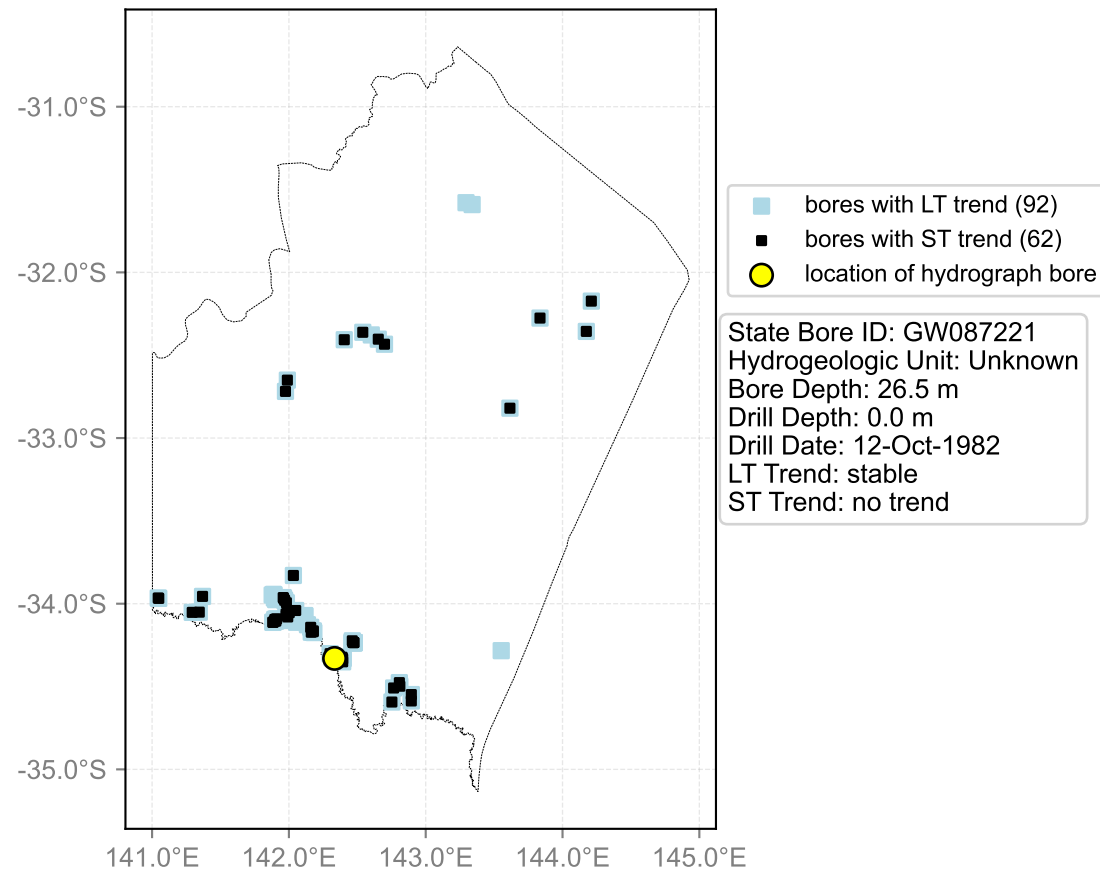 -31.0°S
-32.0°S
-33.0°S
-34.0°S
-35.0°S
141.0°E 142.0°E 143.0°E 144.0°E 145.0°E
bores with LT trend (92)
bores with ST trend (62)
location of hydrograph bore
State Bore ID: GW087221
Hydrogeologic Unit: Unknown
Bore Depth: 26.5 m
Drill Depth: 0.0 m
Drill Date: 12-Oct-1982
LT Trend: stable
ST Trend: no trend